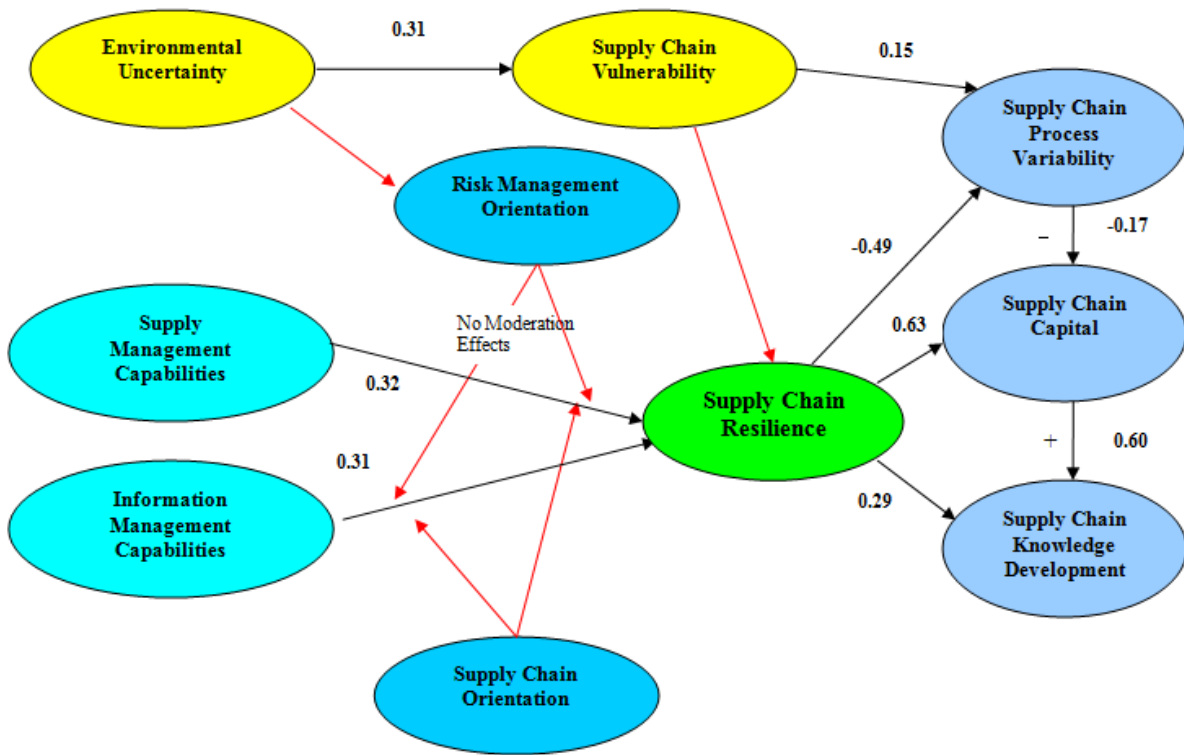 Environmental
Uncertainty
0.31
Supply Chain
Vulnerability
0.15
Supply Chain
Process
Variability
Risk Management
Orientation
-0.49
-0.17
–
Supply
Management
Capabilities
0.32
No Moderation
Effects
0.63
Supply Chain
Capital
Supply Chain
Resilience
+
0.60
0.31
Information
Management
Capabilities
0.29
Supply Chain
Knowledge
Development
Supply Chain
Orientation